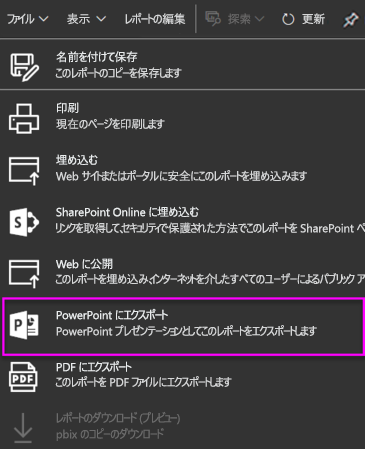 ファイル 表示 レポートの編集 探索 更新
名前を付けて保存
このレポートのコピーを保存します
印刷
現在のページを印刷します
埋め込む
Web サイトまたはポータルに安全にこのレポートを埋め込みます
SharePoint Online に埋め込む
リンクを取得してセキュリティで保護された方法でこのレポートを SharePoint ペ
Web に公開
このレポートを埋め込み、インターネットを介したすべてのユーザーによるパブリック ア
PowerPoint にエクスポート
PowerPoint プレゼンテーションとしてこのレポートをエクスポートします
PDF にエクスポート
このレポートを PDF ファイルにエクスポートします
レポートのダウンロード (プレビュー)
pbix のコピーのダウンロード